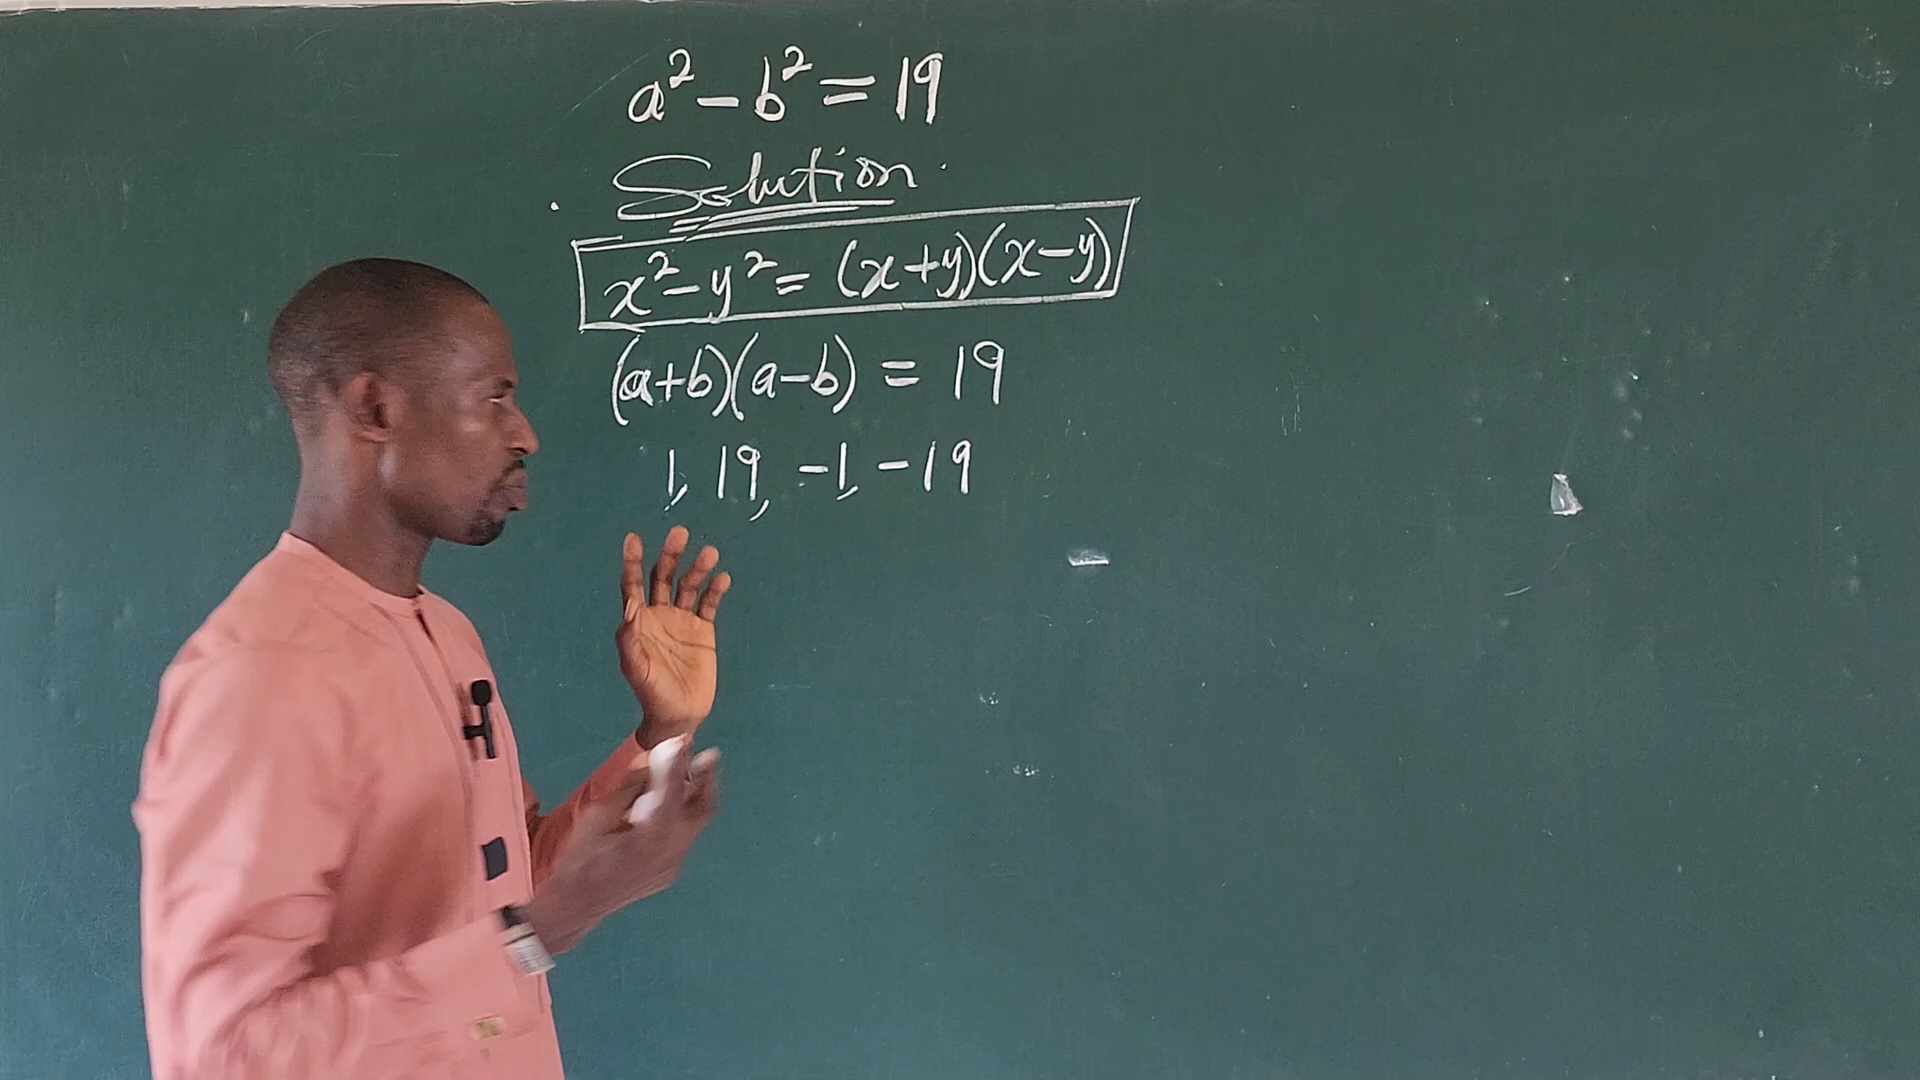 a² - b² = 19
Solution.
x² - y² = (x+y)(x-y)
(a+b)(a-b) = 19
1, 19, -1, -19